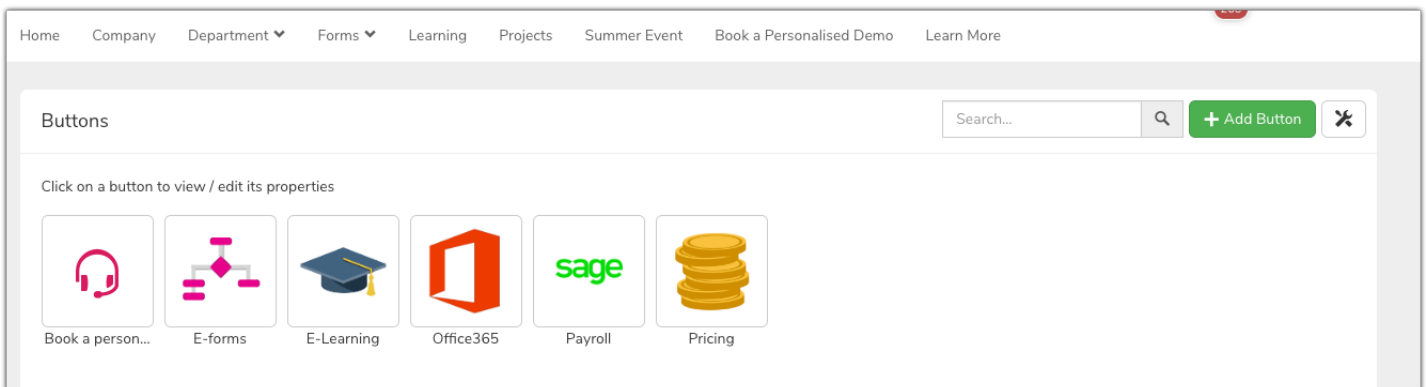 Home Company Department Forms Learning Projects Summer Event Book a Personalised Demo Learn More
Buttons
Search... Add Button
Click on a button to view / edit its properties
sage
Book a person... E-forms E-Learning Office365 Payroll Pricing